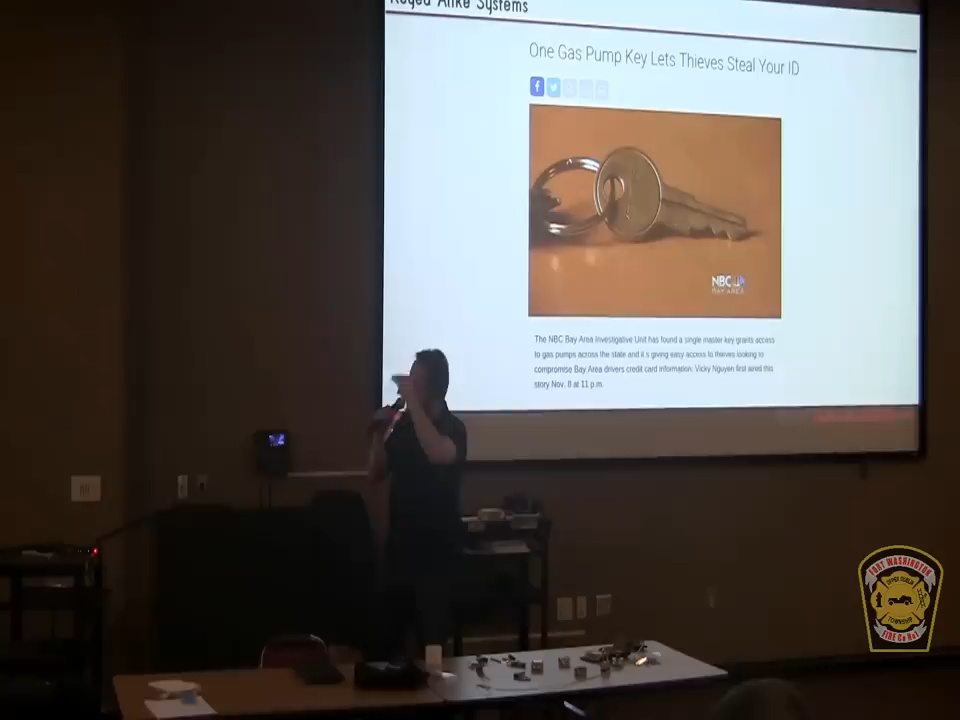 Keyed Alike Systems
One Gas Pump Key Lets Thieves Steal Your ID
f
NBC
BAY AREA
The NBC Bay Area Investigative Unit has found a single master key grants access
to gas pumps across the state and it s giving easy access to thieves looking to
compromise Bay Area drivers credit card information. Vicky Nguyen first aired this
story Nov. 8 at 11 p.m.
FORT WASHINGTON
UPPER DUBLIN
TOWNSHIP
FIRE Co No1